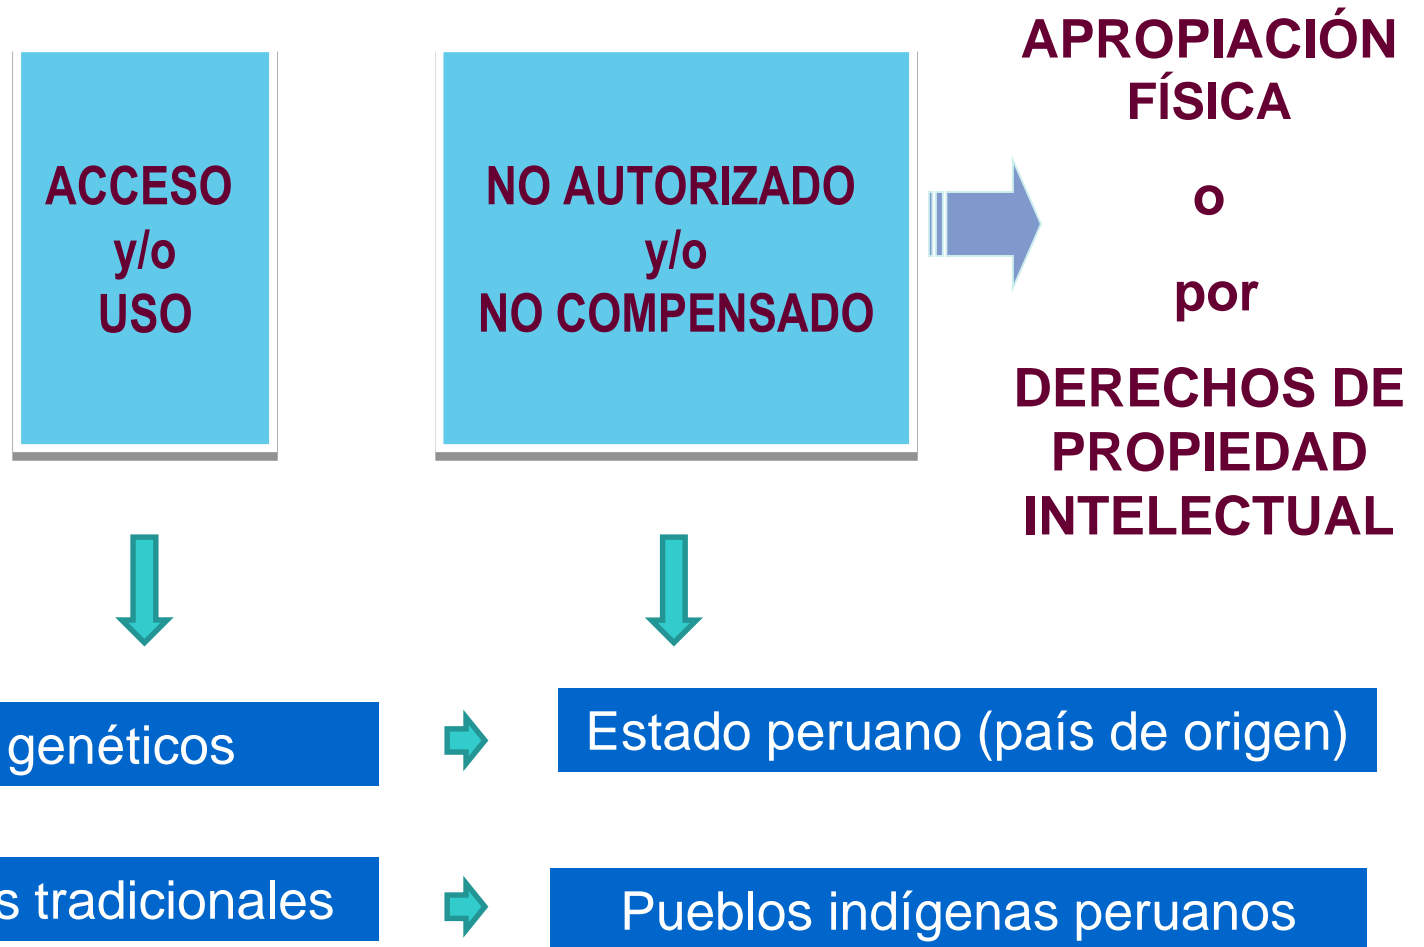 ACCESO
y/o
USO
NO AUTORIZADO
y/o
NO COMPENSADO
APROPIACIÓN
FÍSICA
o
por
DERECHOS DE
PROPIEDAD
INTELECTUAL
genéticos
Estado peruano (país de origen)
s tradicionales
Pueblos indígenas peruanos